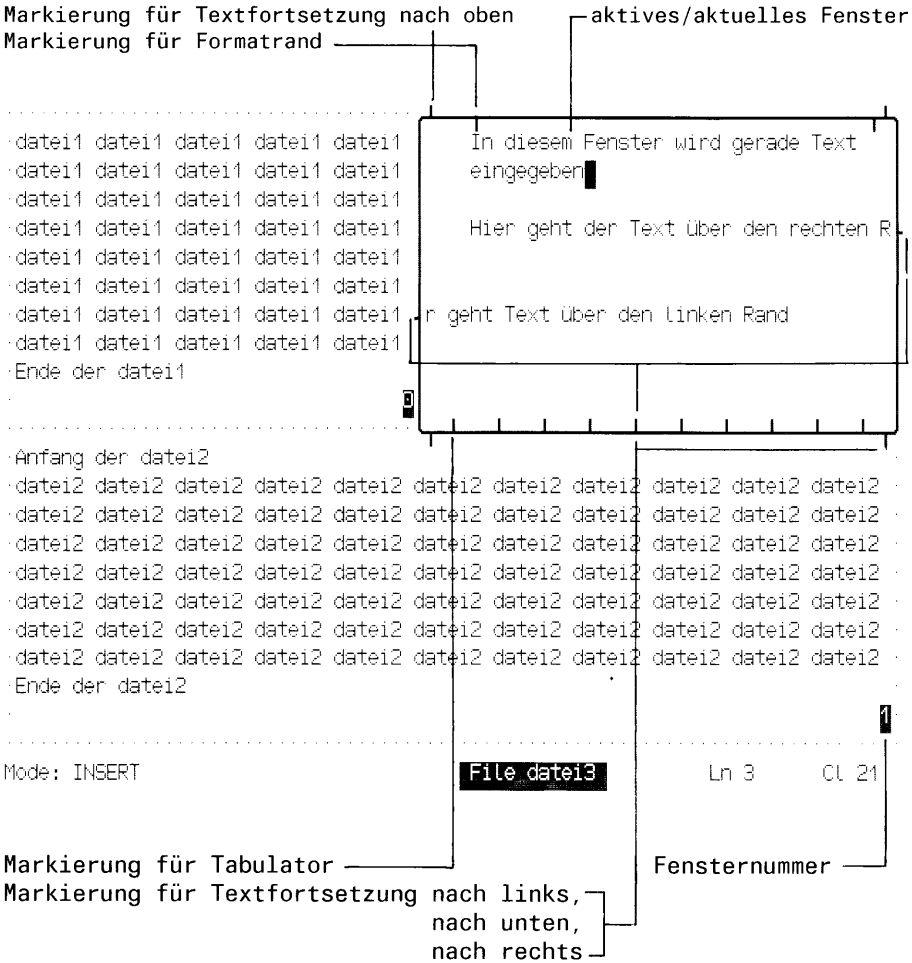 Markierung für Textfortsetzung nach oben
aktives/aktuelles Fenster
Markierung für Formatrand
datei1 datei1 datei1 datei1 datei1
datei1 datei1 datei1 datei1 datei1
datei1 datei1 datei1 datei1 datei1
datei1 datei1 datei1 datei1 datei1
datei1 datei1 datei1 datei1 datei1
datei1 datei1 datei1 datei1 datei1
datei1 datei1 datei1 datei1 datei1
datei1 datei1 datei1 datei1 datei1
Ende der datei1
0
In diesem Fenster wird gerade Text
eingegeben
Hier geht der Text über den rechten R
r geht Text über den linken Rand
Anfang der datei2
datei2 datei2 datei2 datei2 datei2 datei2 datei2 datei2 datei2 datei2 datei2
datei2 datei2 datei2 datei2 datei2 datei2 datei2 datei2 datei2 datei2 datei2
datei2 datei2 datei2 datei2 datei2 datei2 datei2 datei2 datei2 datei2 datei2
datei2 datei2 datei2 datei2 datei2 datei2 datei2 datei2 datei2 datei2 datei2
datei2 datei2 datei2 datei2 datei2 datei2 datei2 datei2 datei2 datei2 datei2
datei2 datei2 datei2 datei2 datei2 datei2 datei2 datei2 datei2 datei2 datei2
datei2 datei2 datei2 datei2 datei2 datei2 datei2 datei2 datei2 datei2 datei2
Ende der datei2
1
Mode: INSERT File datei3 Ln 3 Cl 21
Markierung für Tabulator
Fensternummer
Markierung für Textfortsetzung nach links,
nach unten,
nach rechts